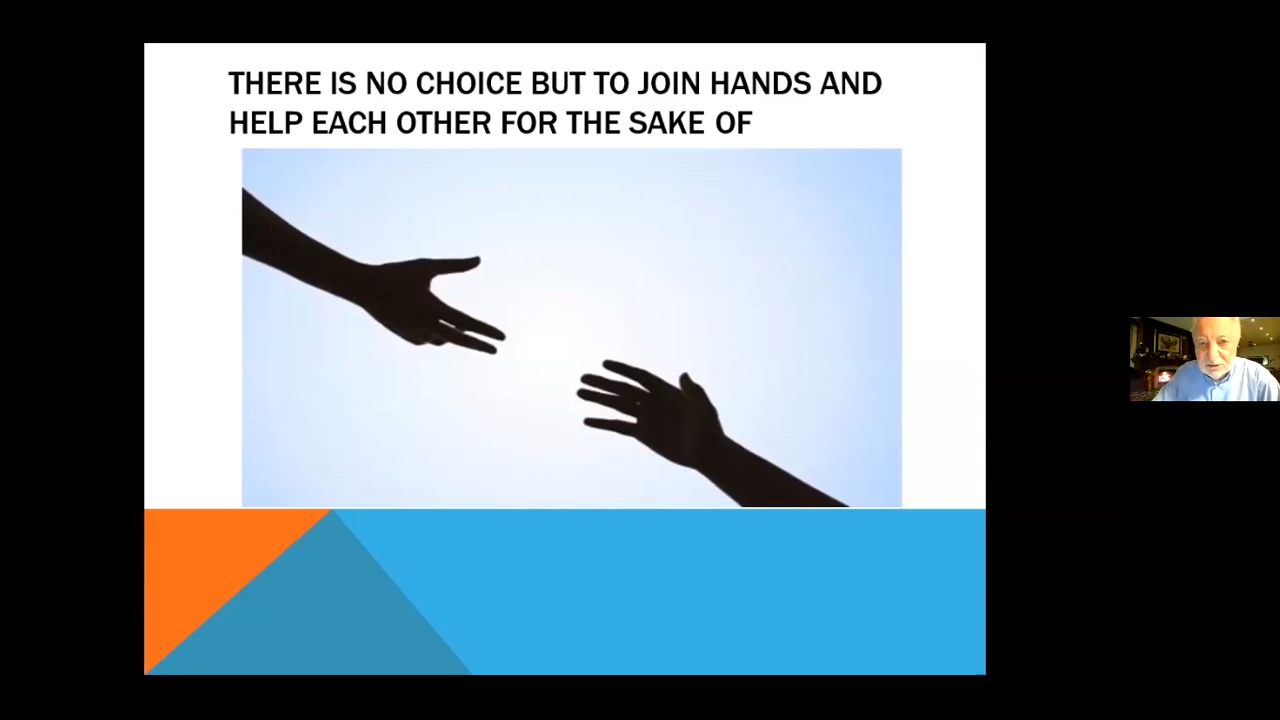 THERE IS NO CHOICE BUT TO JOIN HANDS AND
HELP EACH OTHER FOR THE SAKE OF